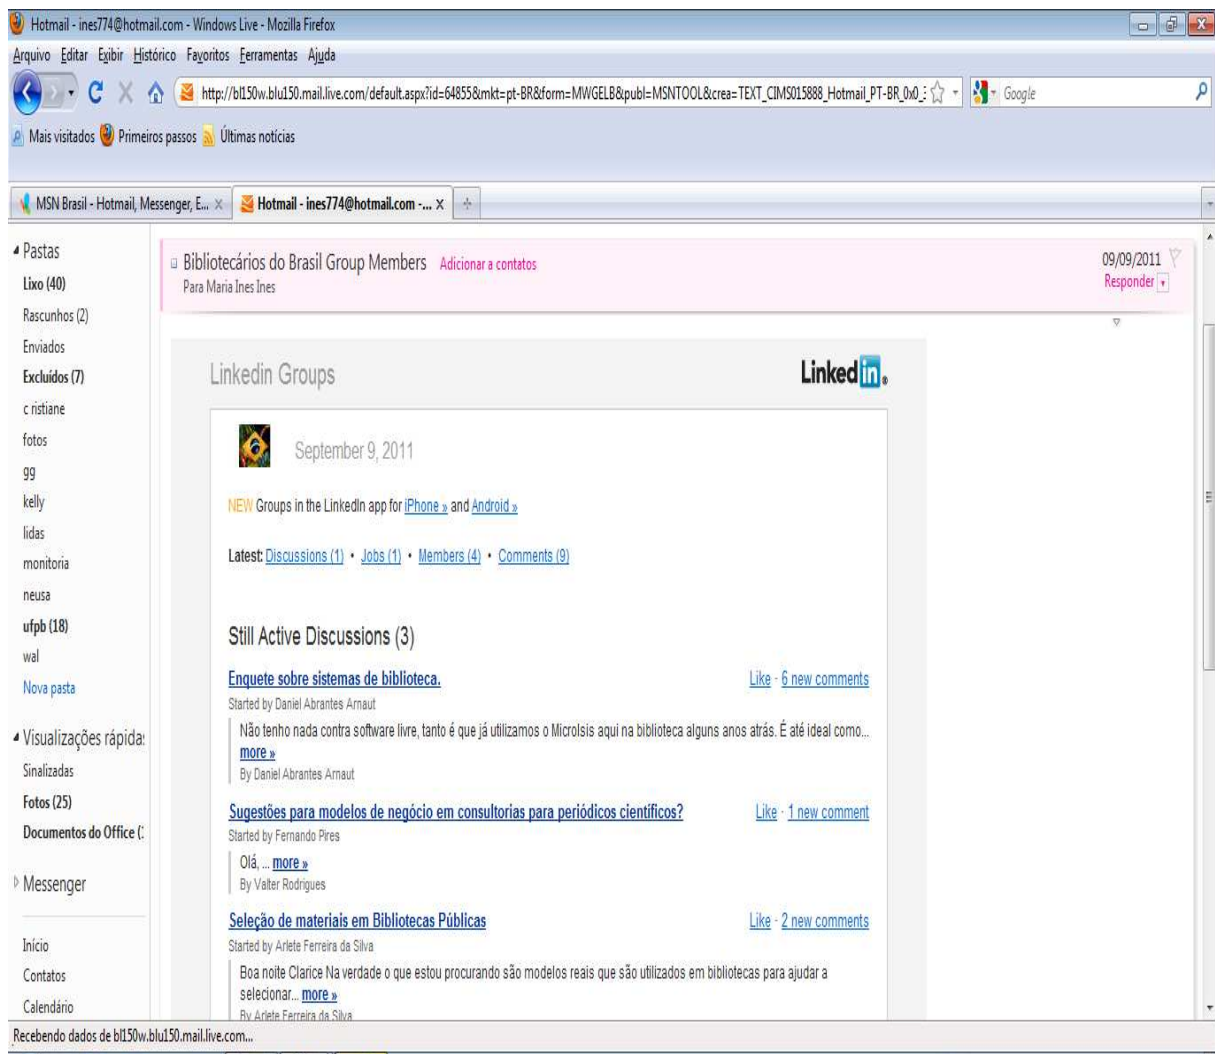 Hotmail - ines774@hotmail.com - Windows Live - Mozilla Firefox
Arquivo Editar Exibir Histórico Favoritos Ferramentas Ajuda
http://bl150w.blu150.mail.live.com/default.aspx?id=64855&mkt=pt-BR&form=MWGELB&publ=MSNTOOL&crea=TEXT_CIMS015888_Hotmail_PT-BR_0x0_
Google
Mais visitados Primeiros passos Últimas notícias
MSN Brasil - Hotmail, Messenger, E...
Hotmail - ines774@hotmail.com -...
Pastas
Lixo (40)
Rascunhos (2)
Enviados
Excluídos (7)
c ristiane
fotos
gg
kelly
lidas
monitoria
neusa
ufpb (18)
wal
Nova pasta
Visualizações rápida
Sinalizadas
Fotos (25)
Documentos do Office (
Messenger
Início
Contatos
Calendário
Bibliotecários do Brasil Group Members Adicionar a contatos
Para Maria Ines Ines
09/09/2011
Responder
Linkedin Groups
Linked in ®
September 9, 2011
NEW Groups in the LinkedIn app for iPhone » and Android »
Latest: Discussions (1) • Jobs (1) • Members (4) • Comments (9)
Still Active Discussions (3)
Enquete sobre sistemas de biblioteca. Like - 6 new comments
Started by Daniel Abrantes Arnaut
Não tenho nada contra software livre, tanto é que já utilizamos o MicroIsis aqui na biblioteca alguns anos atrás. É até ideal como...
more »
By Daniel Abrantes Arnaut
Sugestões para modelos de negócio em consultorias para periódicos científicos? Like - 1 new comment
Started by Fernando Pires
Olá, ... more »
By Valter Rodrigues
Seleção de materiais em Bibliotecas Públicas Like - 2 new comments
Started by Arlete Ferreira da Silva
Boa noite Clarice Na verdade o que estou procurando são modelos reais que são utilizados em bibliotecas para ajudar a
selecionar... more »
By Arlete Ferreira da Silva
Recebendo dados de bl150w.blu150.mail.live.com...